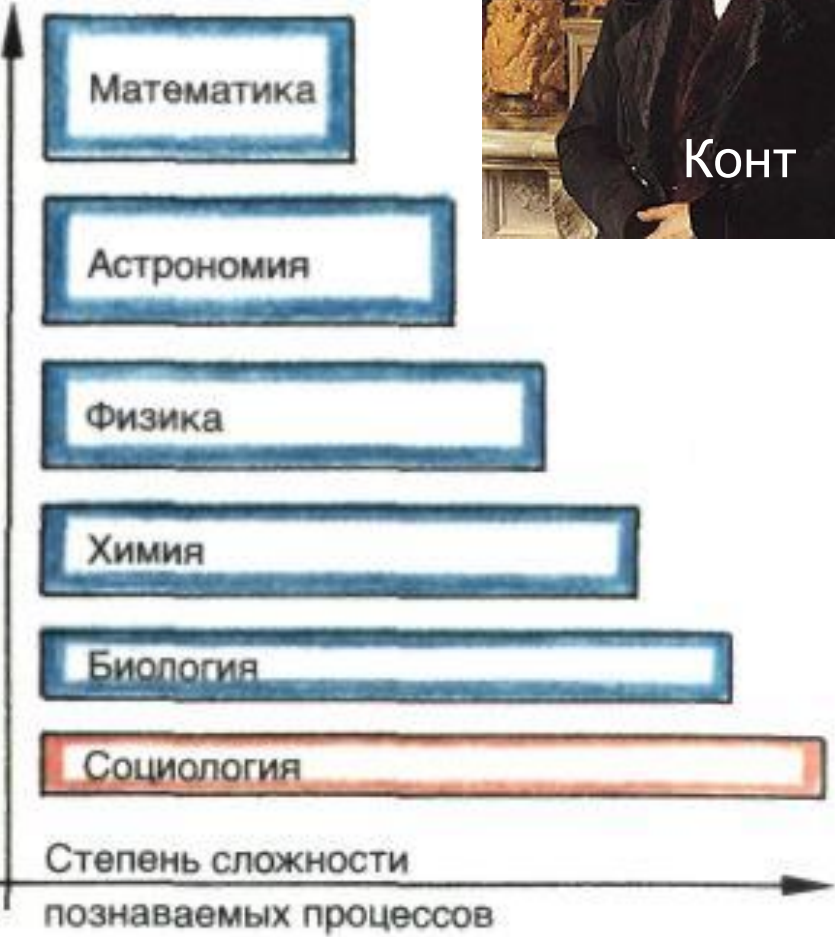 Математика
Конт
Астрономия
Физика
Химия
Биология
Социология
Степень сложности
познаваемых процессов